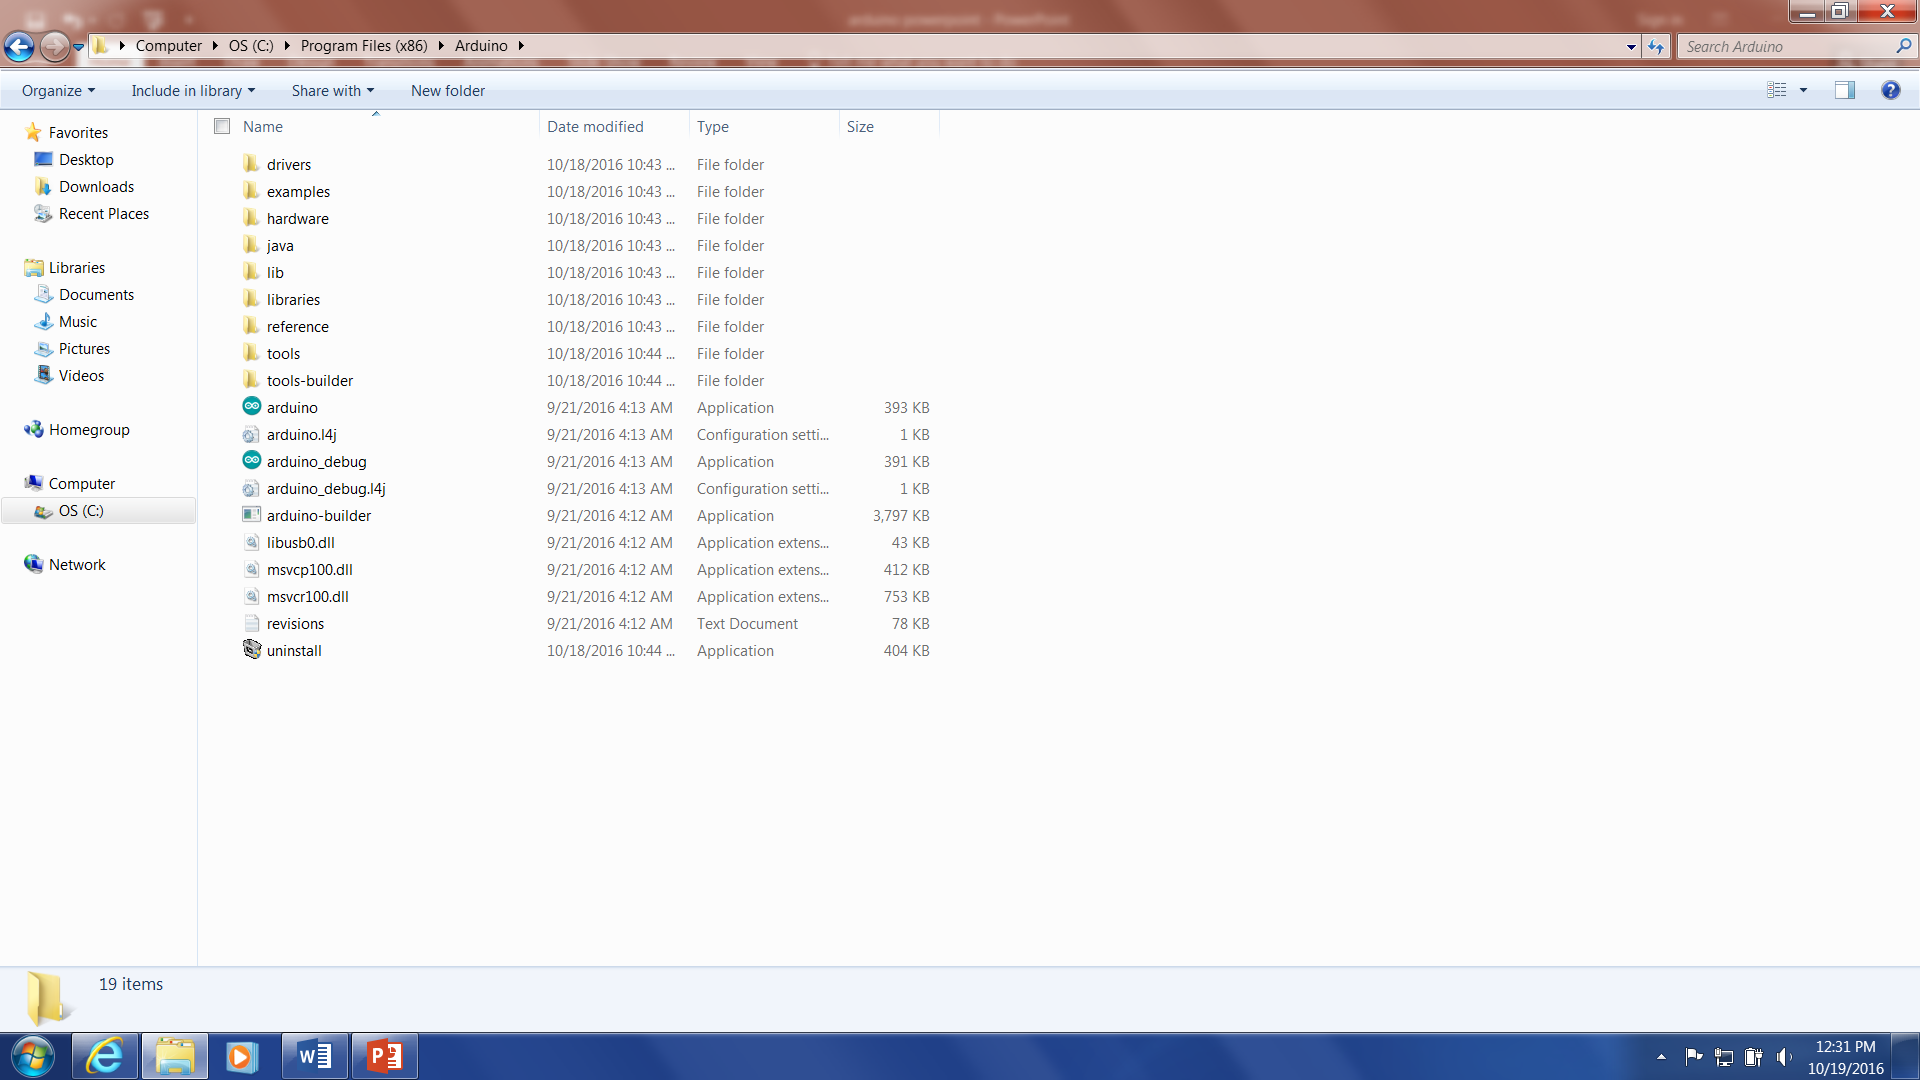 arduino powerpoint - PowerPoint
Sign in
Computer OS (C:) Program Files (x86) Arduino
Search Arduino
Organize Include in library Share with New folder
Favorites
Desktop
Downloads
Recent Places
Libraries
Documents
Music
Pictures
Videos
Homegroup
Computer
OS (C:)
Network
Name Date modified Type Size
drivers 10/18/2016 10:43 ... File folder
examples 10/18/2016 10:43 ... File folder
hardware 10/18/2016 10:43 ... File folder
java 10/18/2016 10:43 ... File folder
lib 10/18/2016 10:43 ... File folder
libraries 10/18/2016 10:43 ... File folder
reference 10/18/2016 10:43 ... File folder
tools 10/18/2016 10:44 ... File folder
tools-builder 10/18/2016 10:44 ... File folder
arduino 9/21/2016 4:13 AM Application 393 KB
arduino.l4j 9/21/2016 4:13 AM Configuration setti... 1 KB
arduino_debug 9/21/2016 4:13 AM Application 391 KB
arduino_debug.l4j 9/21/2016 4:13 AM Configuration setti... 1 KB
arduino-builder 9/21/2016 4:12 AM Application 3,797 KB
libusb0.dll 9/21/2016 4:12 AM Application extens... 43 KB
msvcp100.dll 9/21/2016 4:12 AM Application extens... 412 KB
msvcr100.dll 9/21/2016 4:12 AM Application extens... 753 KB
revisions 9/21/2016 4:12 AM Text Document 78 KB
uninstall 10/18/2016 10:44 ... Application 404 KB
19 items
12:31 PM
10/19/2016